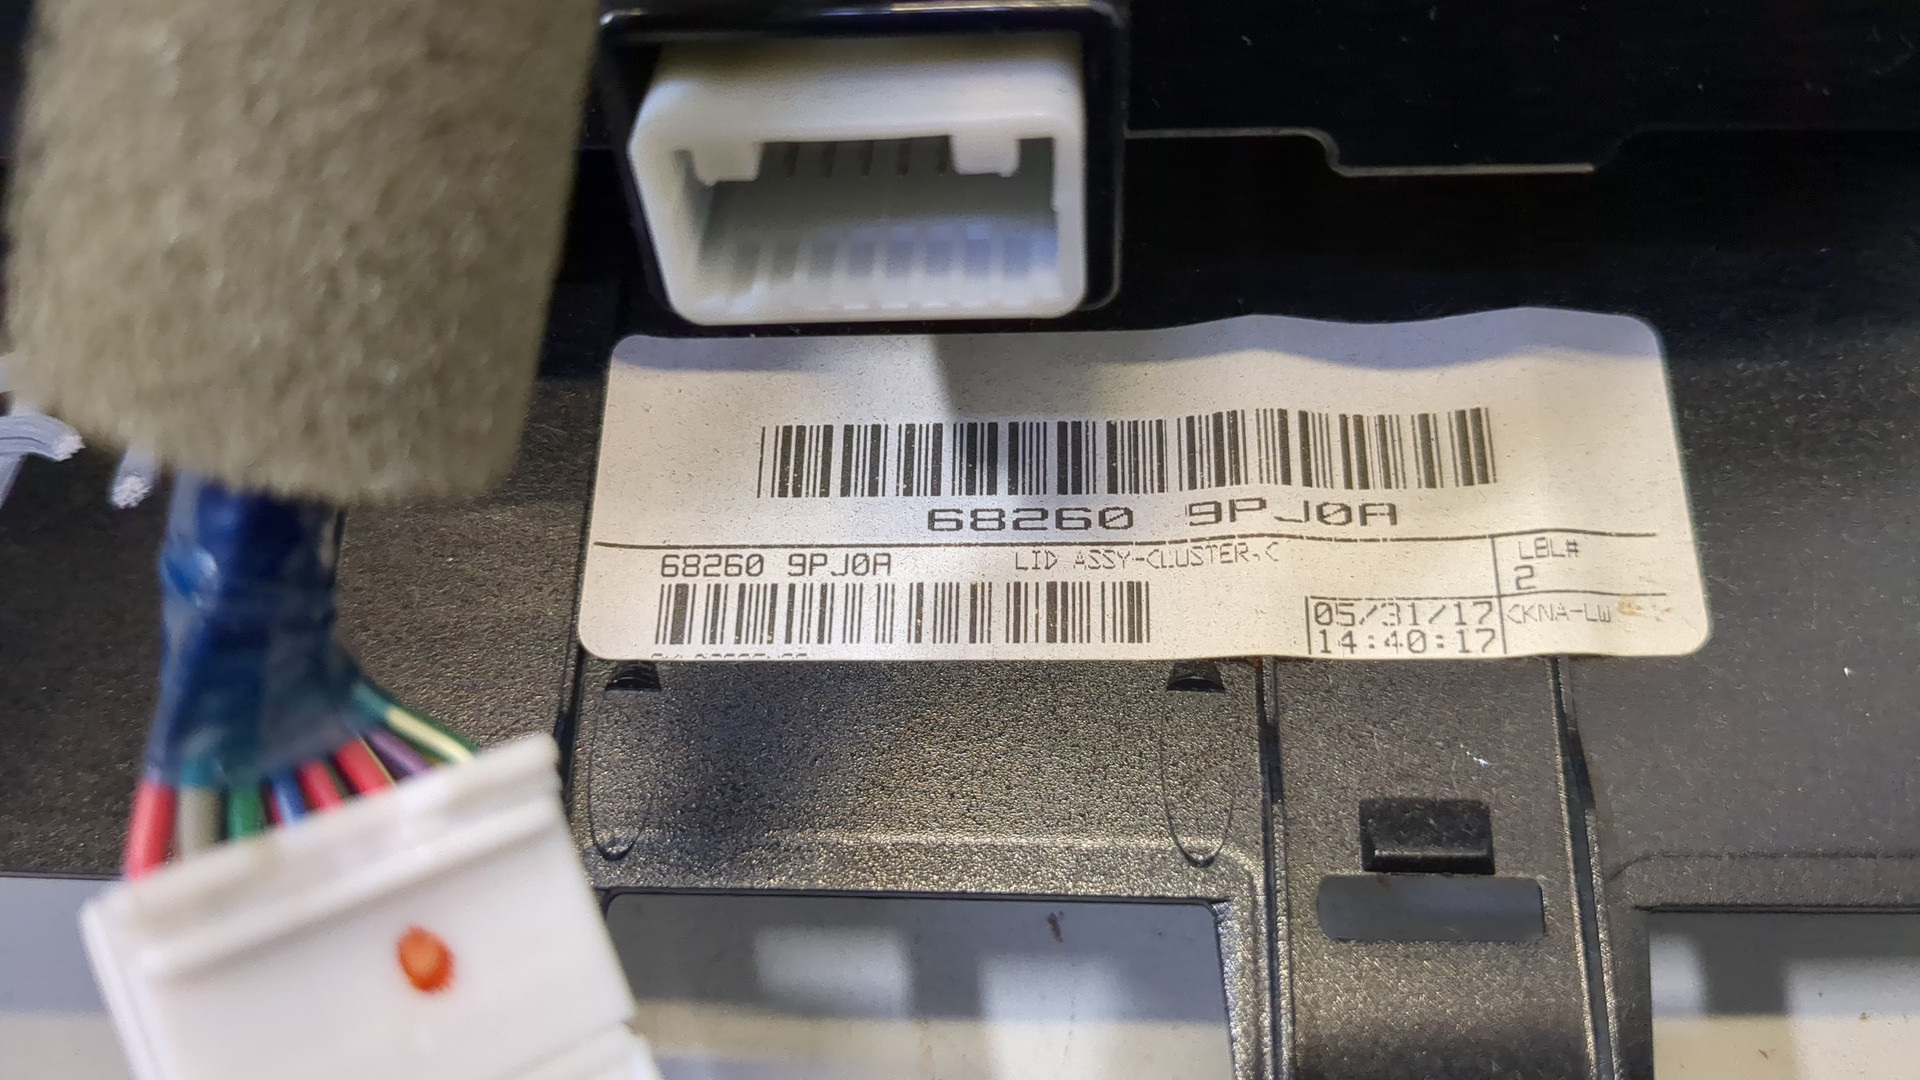 68260 9PJ0A
68260 9PJ0A LID ASSY-CLUSTER,C
LBL#
2
05/31/17 CKNA-LW
14:40:17